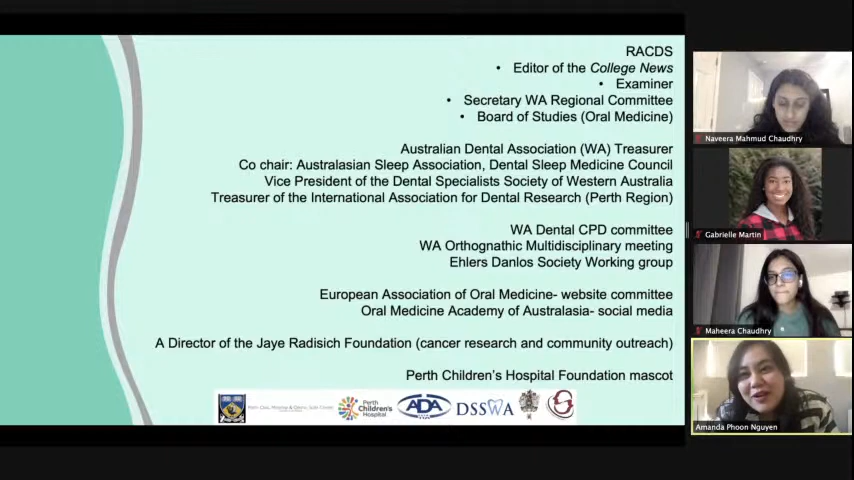 RACDS
• Editor of the College News
• Examiner
• Secretary WA Regional Committee
• Board of Studies (Oral Medicine)
Australian Dental Association (WA) Treasurer
Co chair: Australasian Sleep Association, Dental Sleep Medicine Council
Vice President of the Dental Specialists Society of Western Australia
Treasurer of the International Association for Dental Research (Perth Region)
WA Dental CPD committee
WA Orthognathic Multidisciplinary meeting
Ehlers Danlos Society Working group
European Association of Oral Medicine- website committee
Oral Medicine Academy of Australasia- social media
A Director of the Jaye Radisich Foundation (cancer research and community outreach)
Perth Children's Hospital Foundation mascot
Perth
Children's
Hospital
ADA
WA
DSSWA
Naveera Mahmud Chaudhry
Gabrielle Martin
Maheera Chaudhry
Amanda Phoon Nguyen